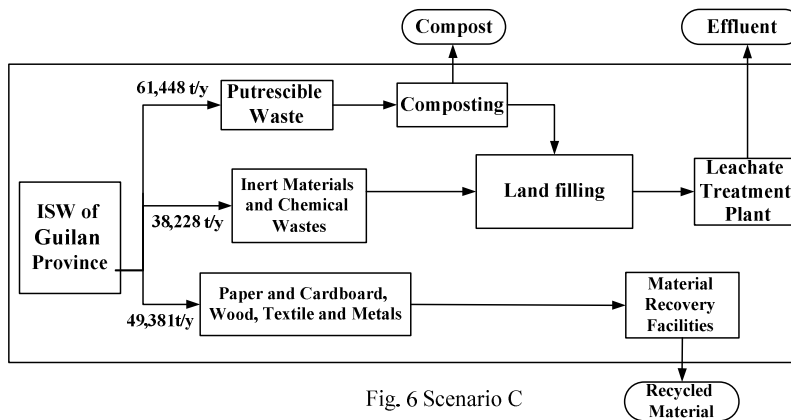 Compost
Effluent
61,448 t/y
Putrescible
Waste
Composting
ISW of
Guilan
Province
38,228 t/y
Inert Materials
and Chemical
Wastes
Land filling
Leachate
Treatment
Plant
49,381t/y
Paper and Cardboard,
Wood, Textile and Metals
Material
Recovery
Facilities
Recycled
Material
Fig. 6 Scenario C